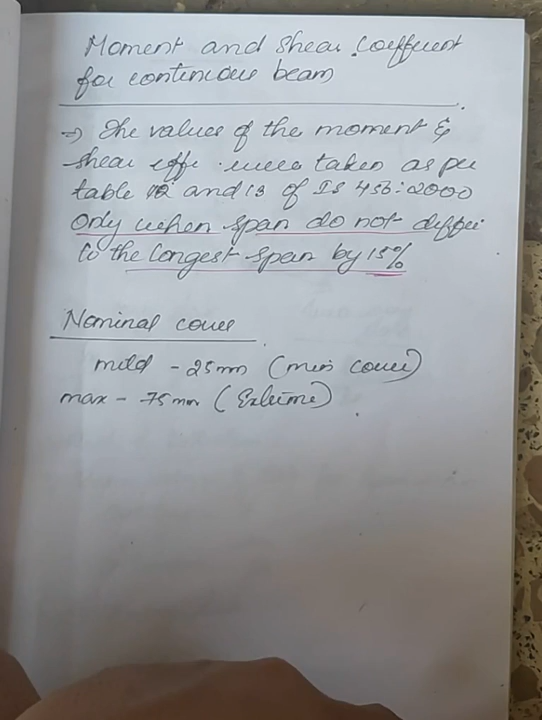 Moment and Shear Coefficient
for continuous beam
⇒ The values of the moment &
shear effi taken as per
table 12 and 13 of IS 456:2000
Only when span do not differ
to the longest span by 15%
Nominal cover
mild - 25mm (min cover)
max - 75mm (Extreme)